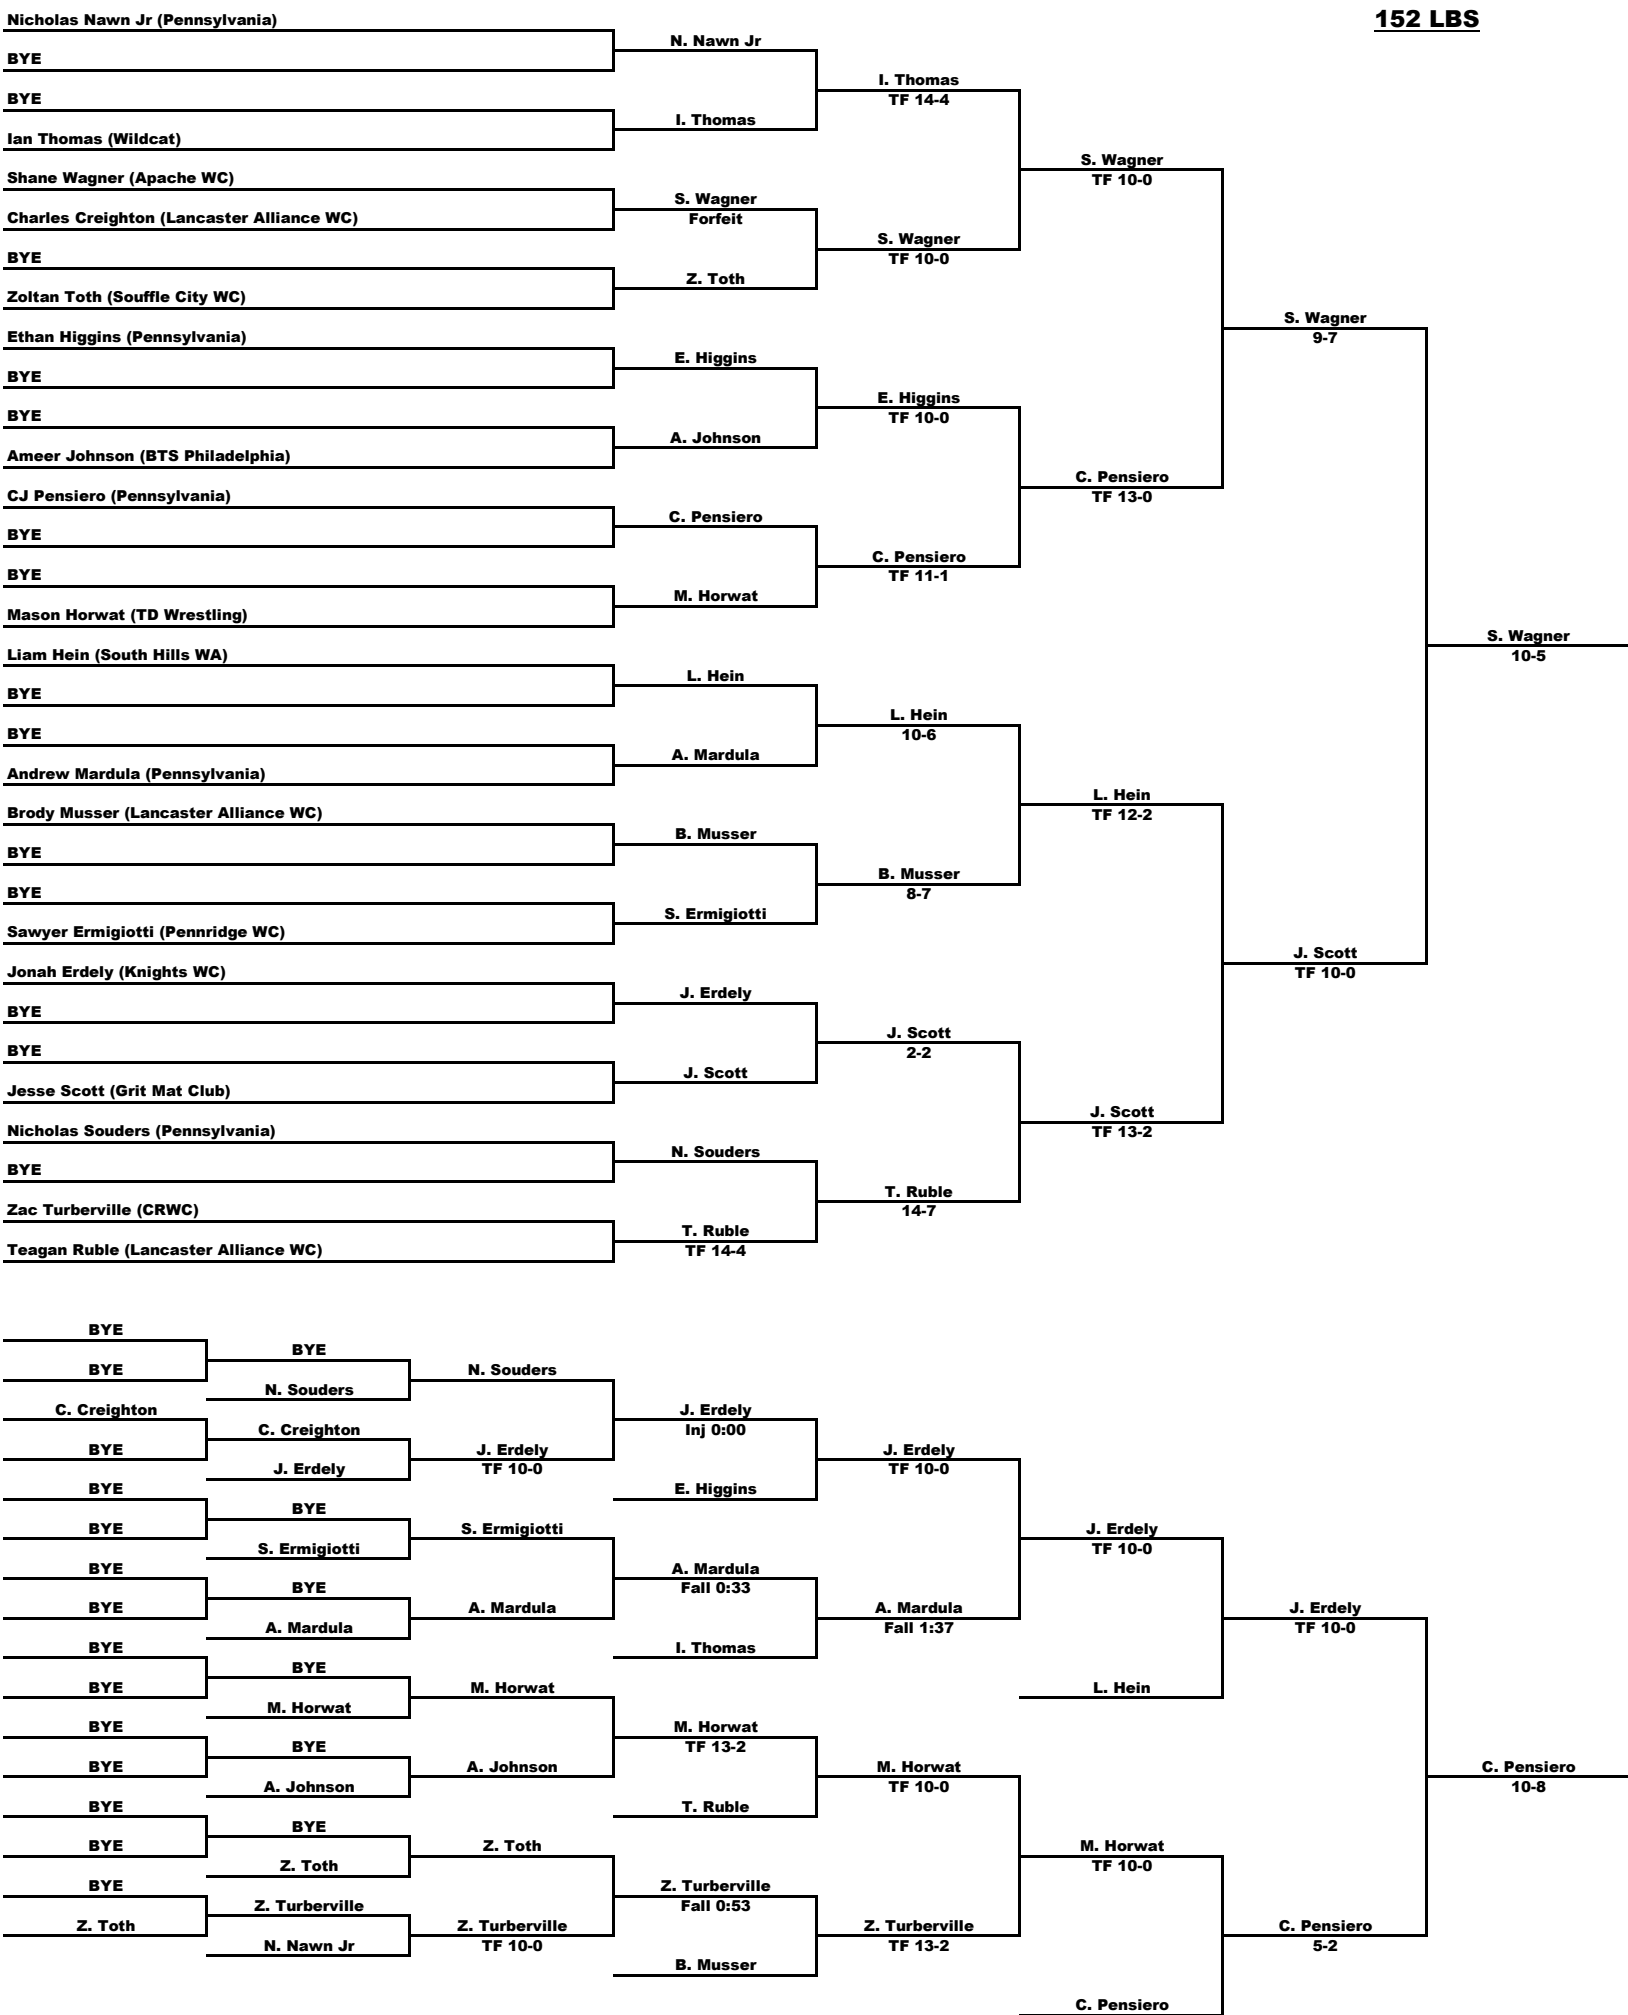 152 LBS
Nicholas Nawn Jr (Pennsylvania)
N. Nawn Jr
BYE
I. Thomas
TF 14-4
BYE
I. Thomas
Ian Thomas (Wildcat)
S. Wagner
TF 10-0
Shane Wagner (Apache WC)
S. Wagner
Forfeit
Charles Creighton (Lancaster Alliance WC)
S. Wagner
TF 10-0
BYE
Z. Toth
Zoltan Toth (Souffle City WC)
S. Wagner
9-7
Ethan Higgins (Pennsylvania)
E. Higgins
BYE
E. Higgins
TF 10-0
BYE
A. Johnson
Ameer Johnson (BTS Philadelphia)
C. Pensiero
TF 13-0
CJ Pensiero (Pennsylvania)
C. Pensiero
BYE
C. Pensiero
TF 11-1
BYE
M. Horwat
Mason Horwat (TD Wrestling)
S. Wagner
10-5
Liam Hein (South Hills WA)
L. Hein
BYE
L. Hein
10-6
BYE
A. Mardula
Andrew Mardula (Pennsylvania)
L. Hein
TF 12-2
Brody Musser (Lancaster Alliance WC)
B. Musser
BYE
B. Musser
8-7
BYE
S. Ermigiotti
Sawyer Ermigiotti (Pennridge WC)
J. Scott
TF 10-0
Jonah Erdely (Knights WC)
J. Erdely
BYE
J. Scott
2-2
BYE
J. Scott
Jesse Scott (Grit Mat Club)
J. Scott
TF 13-2
Nicholas Souders (Pennsylvania)
N. Souders
BYE
T. Ruble
14-7
Zac Turberville (CRWC)
T. Ruble
TF 14-4
Teagan Ruble (Lancaster Alliance WC)
BYE
BYE
BYE
N. Souders
N. Souders
C. Creighton
J. Erdely
Inj 0:00
C. Creighton
BYE
J. Erdely
TF 10-0
J. Erdely
TF 10-0
J. Erdely
BYE
E. Higgins
BYE
BYE
S. Ermigiotti
J. Erdely
TF 10-0
S. Ermigiotti
BYE
A. Mardula
Fall 0:33
BYE
BYE
A. Mardula
A. Mardula
Fall 1:37
J. Erdely
TF 10-0
A. Mardula
BYE
I. Thomas
BYE
BYE
M. Horwat
L. Hein
M. Horwat
BYE
M. Horwat
TF 13-2
BYE
BYE
A. Johnson
M. Horwat
TF 10-0
C. Pensiero
10-8
A. Johnson
BYE
T. Ruble
BYE
BYE
Z. Toth
M. Horwat
TF 10-0
Z. Toth
BYE
Z. Turberville
Fall 0:53
Z. Turberville
Z. Toth
Z. Turberville
TF 10-0
Z. Turberville
TF 13-2
C. Pensiero
5-2
N. Nawn Jr
B. Musser
C. Pensiero